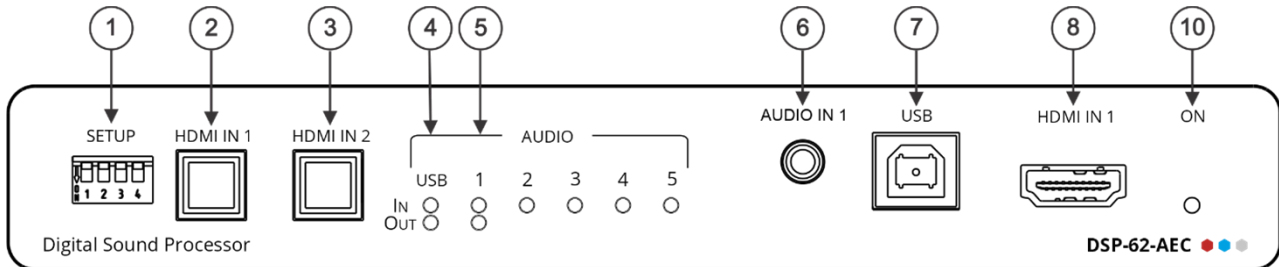 1 2 3 4 5 6 7 8 10
SETUP HDMI IN 1 HDMI IN 2 AUDIO AUDIO IN 1 USB HDMI IN 1 ON
ON 1 2 3 4
USB 1 2 3 4 5
IN
OUT
Digital Sound Processor DSP-62-AEC